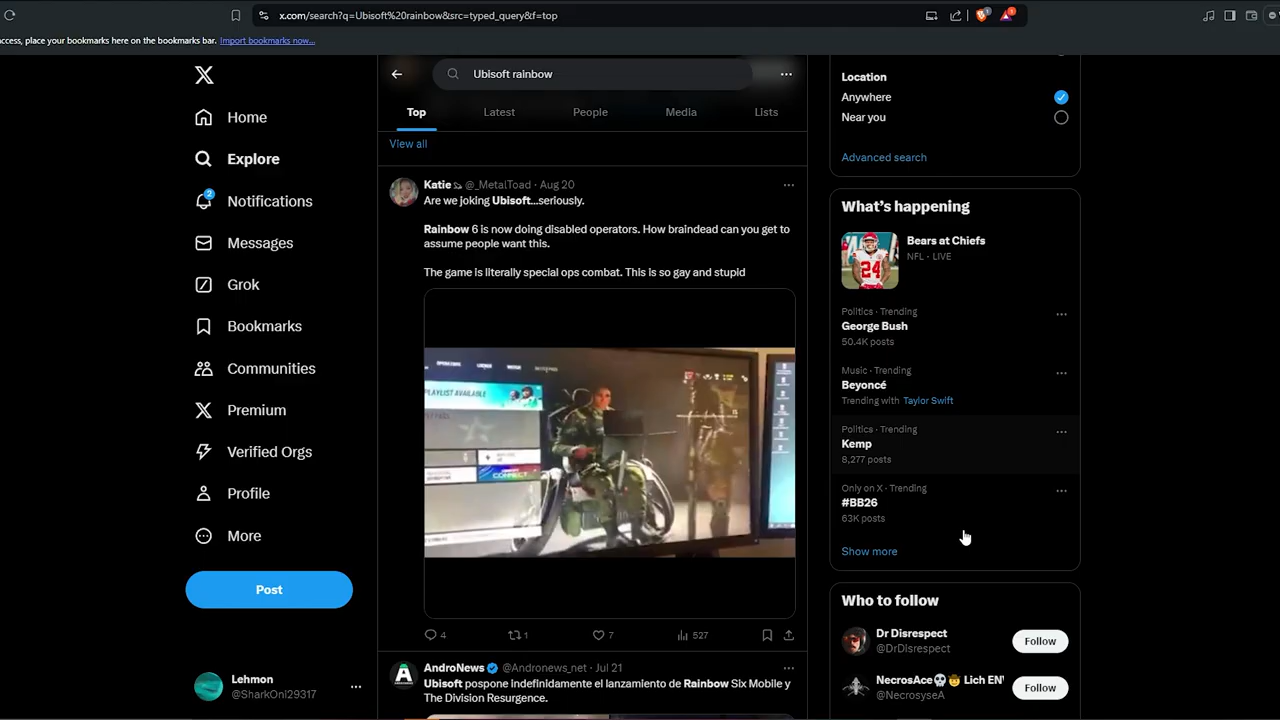 x.com/search?q=Ubisoft%20rainbow&src=typed_query&f=top
1
access, place your bookmarks here on the bookmarks bar. Import bookmarks now...
Home
Explore
2
Notifications
Messages
Grok
Bookmarks
Communities
Premium
Verified Orgs
Profile
More
Post
Lehmon
@SharkOni29317
Ubisoft rainbow
Top Latest People Media Lists
View all
Katie @_MetalToad · Aug 20
Are we joking Ubisoft...seriously.
Rainbow 6 is now doing disabled operators. How braindead can you get to
assume people want this.
The game is literally special ops combat. This is so gay and stupid
PLAYLIST AVAILABLE
CONNECT
4 1 7 527
AndroNews @Andronews_net · Jul 21
Ubisoft pospone indefinidamente el lanzamiento de Rainbow Six Mobile y
The Division Resurgence.
Location
Anywhere
Near you
Advanced search
What's happening
Bears at Chiefs
NFL · LIVE
Politics · Trending
George Bush
50.4K posts
Music · Trending
Beyoncé
Trending with Taylor Swift
Politics · Trending
Kemp
8,277 posts
Only on X · Trending
#BB26
63K posts
Show more
Who to follow
Dr Disrespect
@DrDisrespect
Follow
NecrosAce Lich EN
@NecrosyseA
Follow